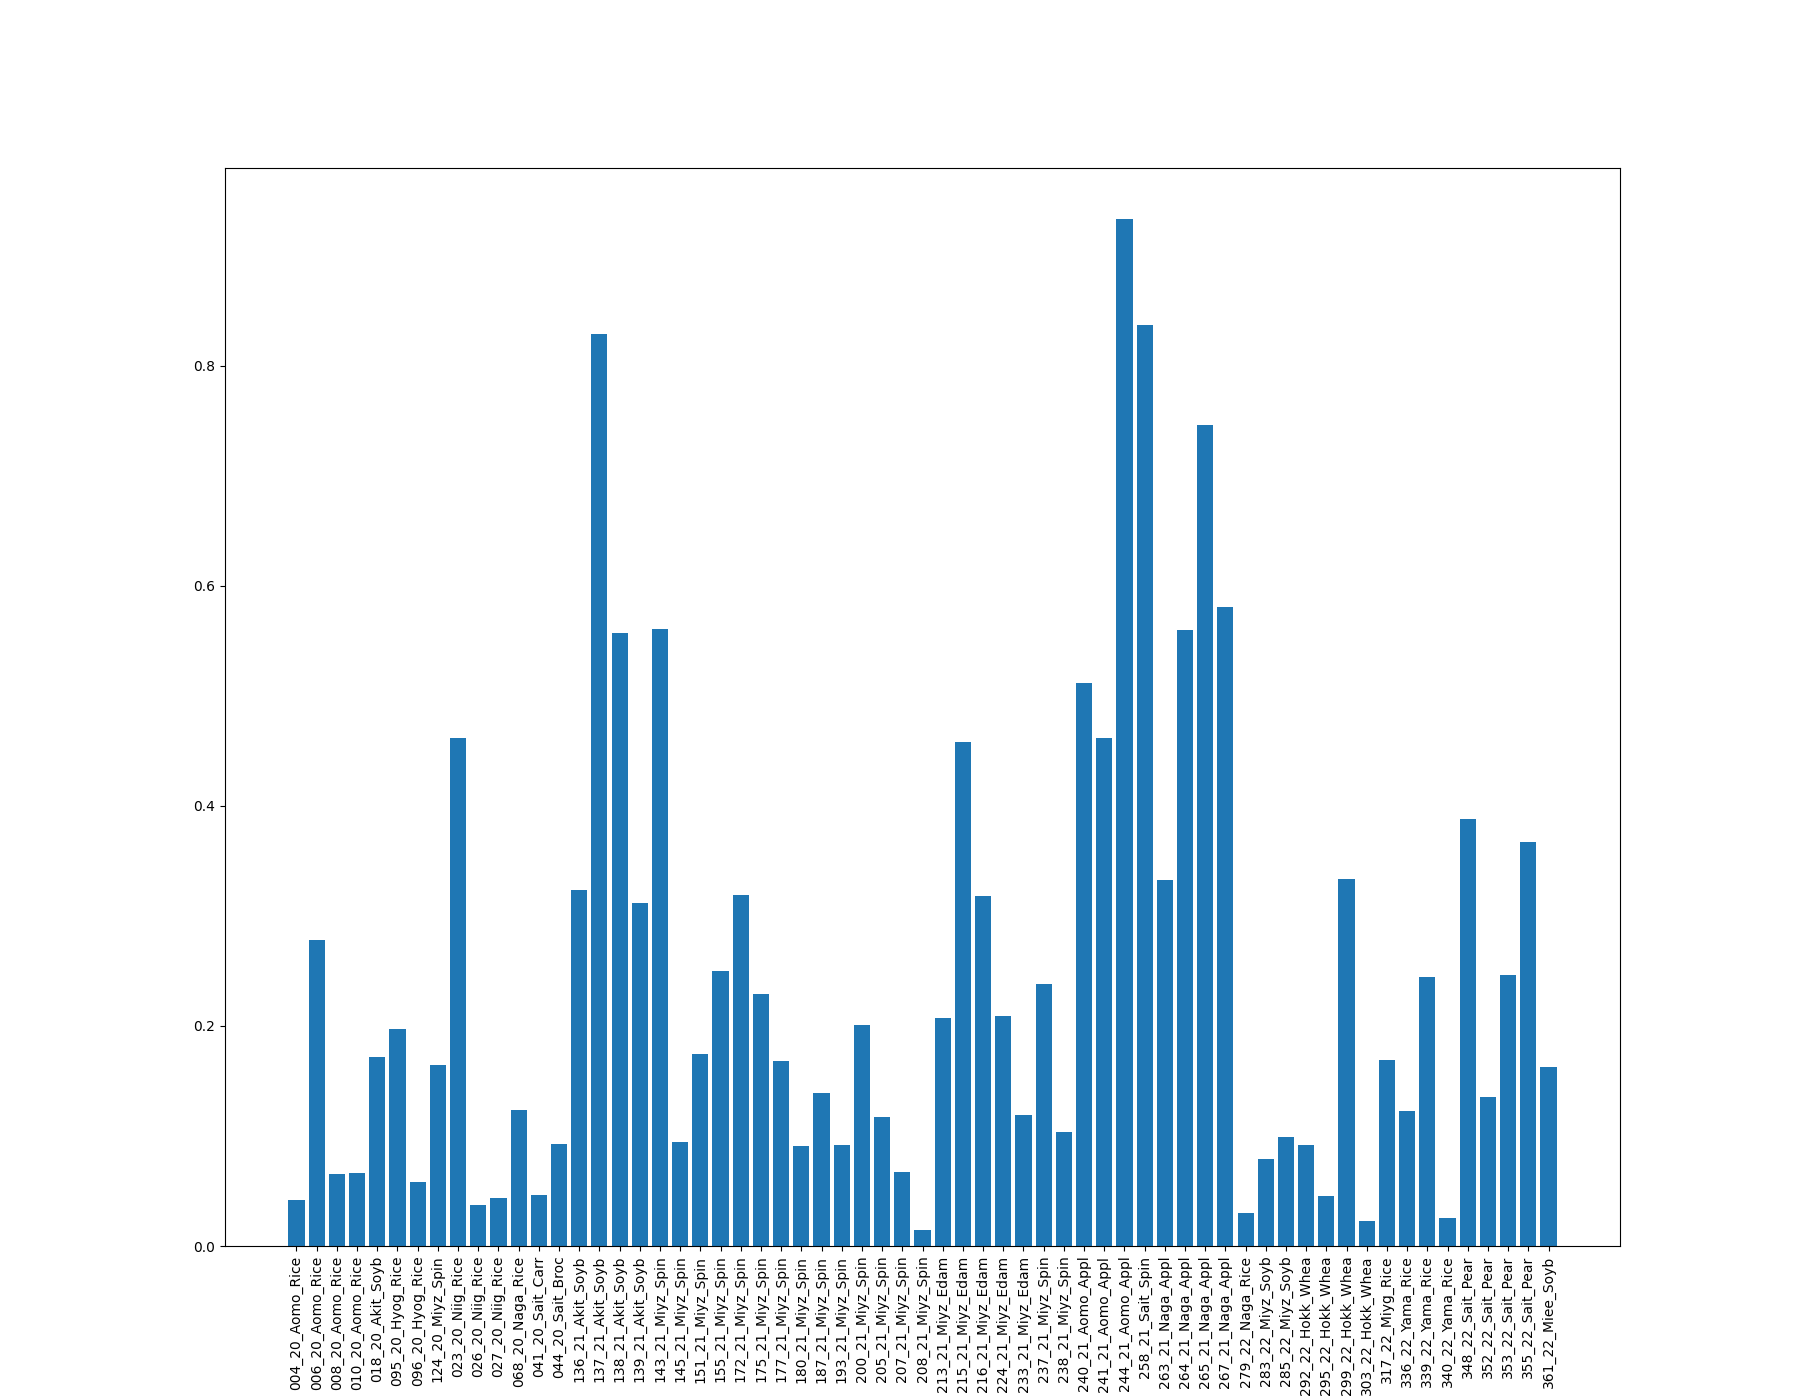 0.8
0.6
0.4
0.2
0.0
004_20_Aomo_Rice
006_20_Aomo_Rice
008_20_Aomo_Rice
010_20_Aomo_Rice
018_20_Akit_Soyb
095_20_Hyog_Rice
096_20_Hyog_Rice
124_20_Miyz_Spin
023_20_Niig_Rice
026_20_Niig_Rice
027_20_Niig_Rice
068_20_Naga_Rice
041_20_Sait_Carr
044_20_Sait_Broc
136_21_Akit_Soyb
137_21_Akit_Soyb
138_21_Akit_Soyb
139_21_Akit_Soyb
143_21_Miyz_Spin
145_21_Miyz_Spin
151_21_Miyz_Spin
155_21_Miyz_Spin
172_21_Miyz_Spin
175_21_Miyz_Spin
177_21_Miyz_Spin
180_21_Miyz_Spin
187_21_Miyz_Spin
193_21_Miyz_Spin
200_21_Miyz_Spin
205_21_Miyz_Spin
207_21_Miyz_Spin
208_21_Miyz_Spin
213_21_Miyz_Edam
215_21_Miyz_Edam
216_21_Miyz_Edam
224_21_Miyz_Edam
233_21_Miyz_Edam
237_21_Miyz_Spin
238_21_Miyz_Spin
240_21_Aomo_Appl
241_21_Aomo_Appl
244_21_Aomo_Appl
258_21_Sait_Spin
263_21_Naga_Appl
264_21_Naga_Appl
265_21_Naga_Appl
267_21_Naga_Appl
279_22_Naga_Rice
283_22_Miyz_Soyb
285_22_Miyz_Soyb
292_22_Hokk_Whea
295_22_Hokk_Whea
299_22_Hokk_Whea
303_22_Hokk_Whea
317_22_Miyg_Rice
336_22_Yama_Rice
339_22_Yama_Rice
340_22_Yama_Rice
348_22_Sait_Pear
352_22_Sait_Pear
353_22_Sait_Pear
355_22_Sait_Pear
361_22_Miee_Soyb